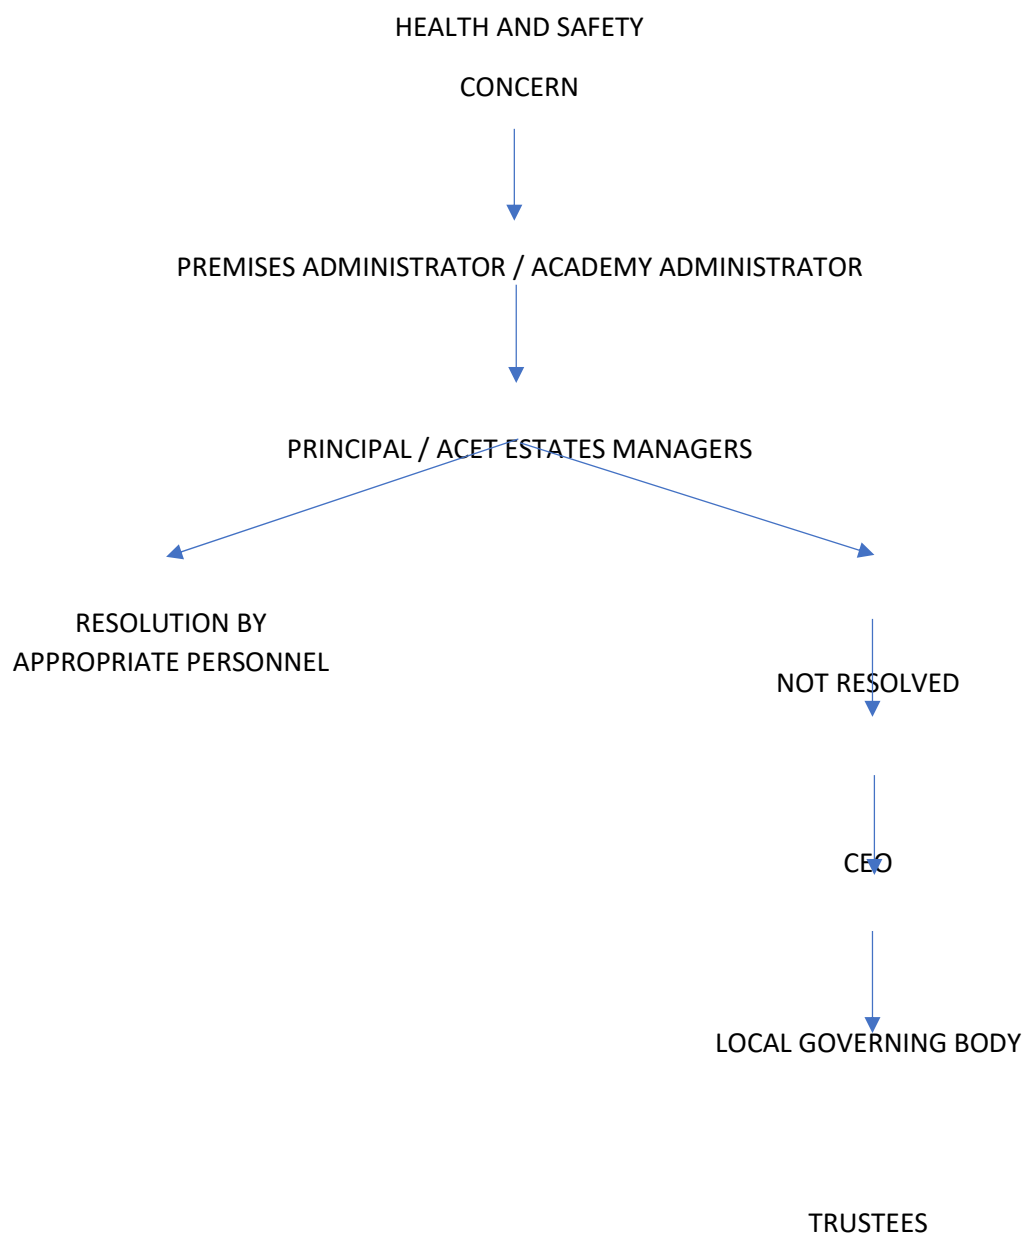 HEALTH AND SAFETY
CONCERN
PREMISES ADMINISTRATOR / ACADEMY ADMINISTRATOR
PRINCIPAL / ACET ESTATES MANAGERS
RESOLUTION BY
APPROPRIATE PERSONNEL
NOT RESOLVED
CEO
LOCAL GOVERNING BODY
TRUSTEES